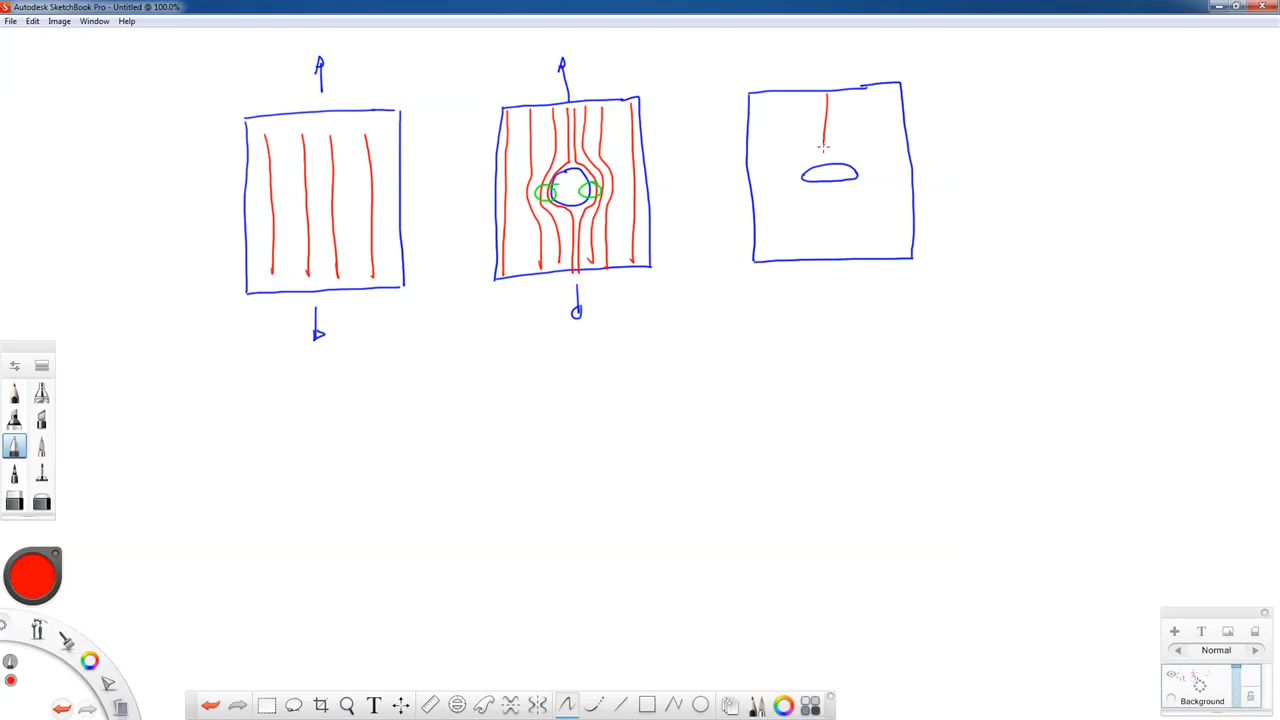 Autodesk SketchBook Pro - Untitled @ 100.0%
File Edit Image Window Help
Normal
Background